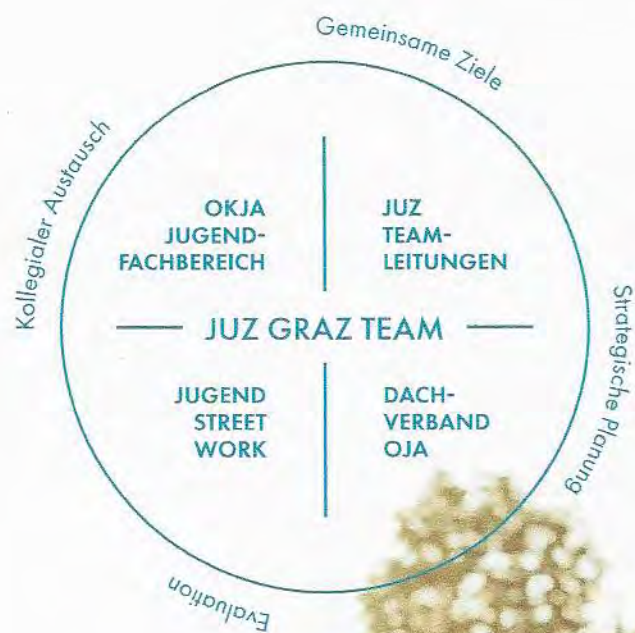 Gemeinsame Ziele
Kollegialer Austausch
OKJA
JUGEND-
FACHBEREICH
JUZ
TEAM-
LEITUNGEN
JUZ GRAZ TEAM
Strategische Planung
JUGEND
STREET
WORK
DACH-
VERBAND
OJA
Evaluation